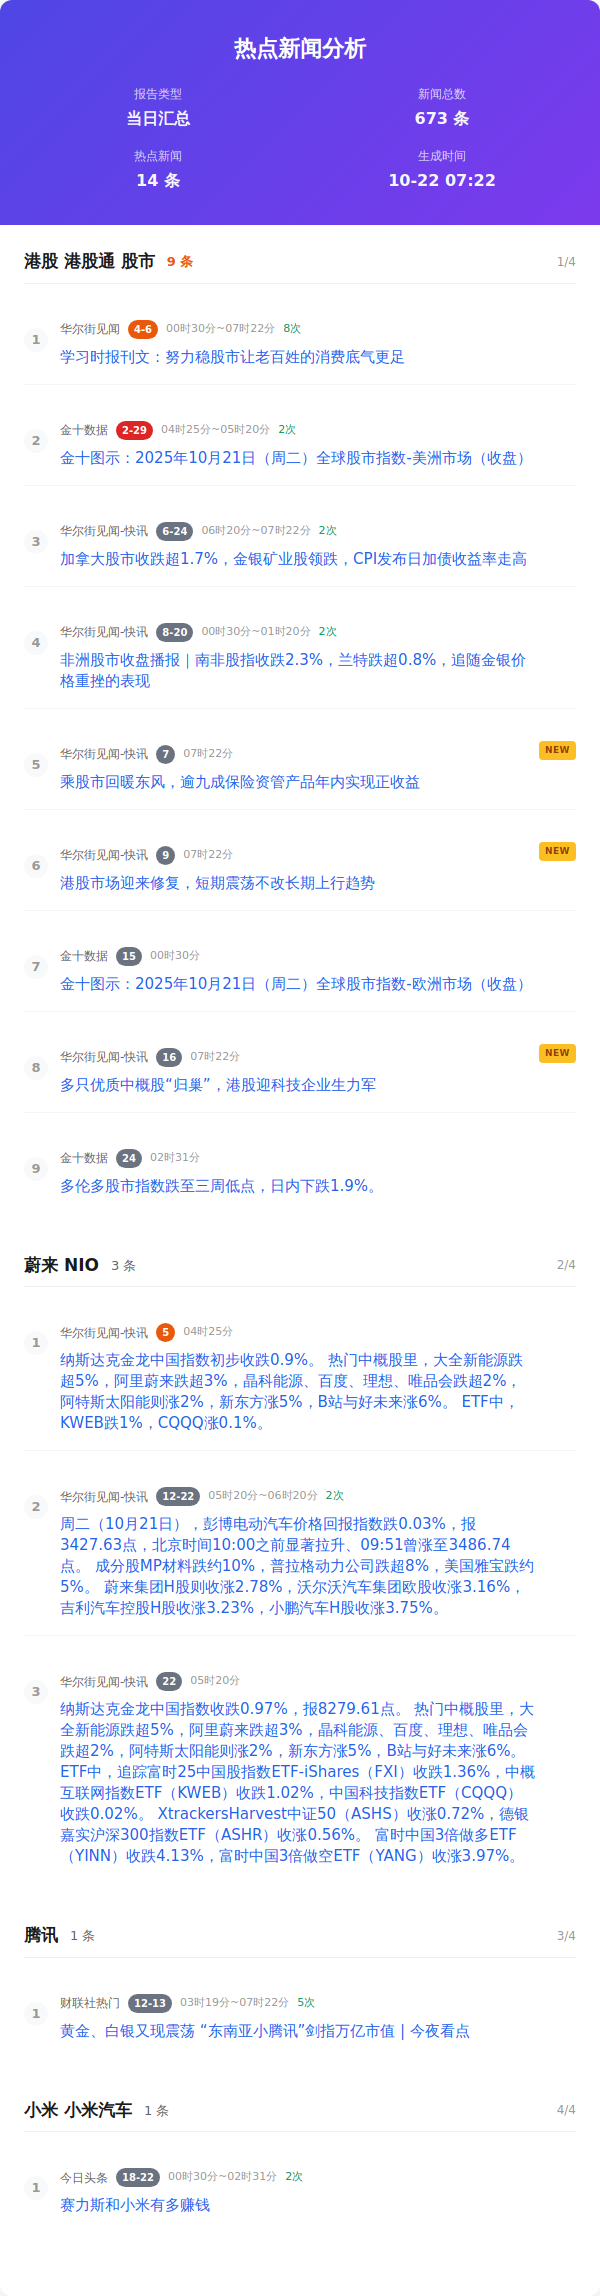 热点新闻分析
报告类型
当日汇总
新闻总数
673 条
热点新闻
14 条
生成时间
10-22 07:22
港股 港股通 股市 9 条 1/4
1
华尔街见闻 4-6 00时30分~07时22分 8次
学习时报刊文：努力稳股市让老百姓的消费底气更足
2
金十数据 2-29 04时25分~05时20分 2次
金十图示：2025年10月21日（周二）全球股市指数-美洲市场（收盘）
3
华尔街见闻-快讯 6-24 06时20分~07时22分 2次
加拿大股市收跌超1.7%，金银矿业股领跌，CPI发布日加债收益率走高
4
华尔街见闻-快讯 8-20 00时30分~01时20分 2次
非洲股市收盘播报｜南非股指收跌2.3%，兰特跌超0.8%，追随金银价
格重挫的表现
5
华尔街见闻-快讯 7 07时22分 NEW
乘股市回暖东风，逾九成保险资管产品年内实现正收益
6
华尔街见闻-快讯 9 07时22分 NEW
港股市场迎来修复，短期震荡不改长期上行趋势
7
金十数据 15 00时30分
金十图示：2025年10月21日（周二）全球股市指数-欧洲市场（收盘）
8
华尔街见闻-快讯 16 07时22分 NEW
多只优质中概股“归巢”，港股迎科技企业生力军
9
金十数据 24 02时31分
多伦多股市指数跌至三周低点，日内下跌1.9%。
蔚来 NIO 3 条 2/4
1
华尔街见闻-快讯 5 04时25分
纳斯达克金龙中国指数初步收跌0.9%。 热门中概股里，大全新能源跌
超5%，阿里蔚来跌超3%，晶科能源、百度、理想、唯品会跌超2%，
阿特斯太阳能则涨2%，新东方涨5%，B站与好未来涨6%。 ETF中，
KWEB跌1%，CQQQ涨0.1%。
2
华尔街见闻-快讯 12-22 05时20分~06时20分 2次
周二（10月21日），彭博电动汽车价格回报指数跌0.03%，报
3427.63点，北京时间10:00之前显著拉升、09:51曾涨至3486.74
点。 成分股MP材料跌约10%，普拉格动力公司跌超8%，美国雅宝跌约
5%。 蔚来集团H股则收涨2.78%，沃尔沃汽车集团欧股收涨3.16%，
吉利汽车控股H股收涨3.23%，小鹏汽车H股收涨3.75%。
3
华尔街见闻-快讯 22 05时20分
纳斯达克金龙中国指数收跌0.97%，报8279.61点。 热门中概股里，大
全新能源跌超5%，阿里蔚来跌超3%，晶科能源、百度、理想、唯品会
跌超2%，阿特斯太阳能则涨2%，新东方涨5%，B站与好未来涨6%。
ETF中，追踪富时25中国股指数ETF-iShares（FXI）收跌1.36%，中概
互联网指数ETF（KWEB）收跌1.02%，中国科技指数ETF（CQQQ）
收跌0.02%。 XtrackersHarvest中证50（ASHS）收涨0.72%，德银
嘉实沪深300指数ETF（ASHR）收涨0.56%。 富时中国3倍做多ETF
（YINN）收跌4.13%，富时中国3倍做空ETF（YANG）收涨3.97%。
腾讯 1 条 3/4
1
财联社热门 12-13 03时19分~07时22分 5次
黄金、白银又现震荡 “东南亚小腾讯”剑指万亿市值 | 今夜看点
小米 小米汽车 1 条 4/4
1
今日头条 18-22 00时30分~02时31分 2次
赛力斯和小米有多赚钱